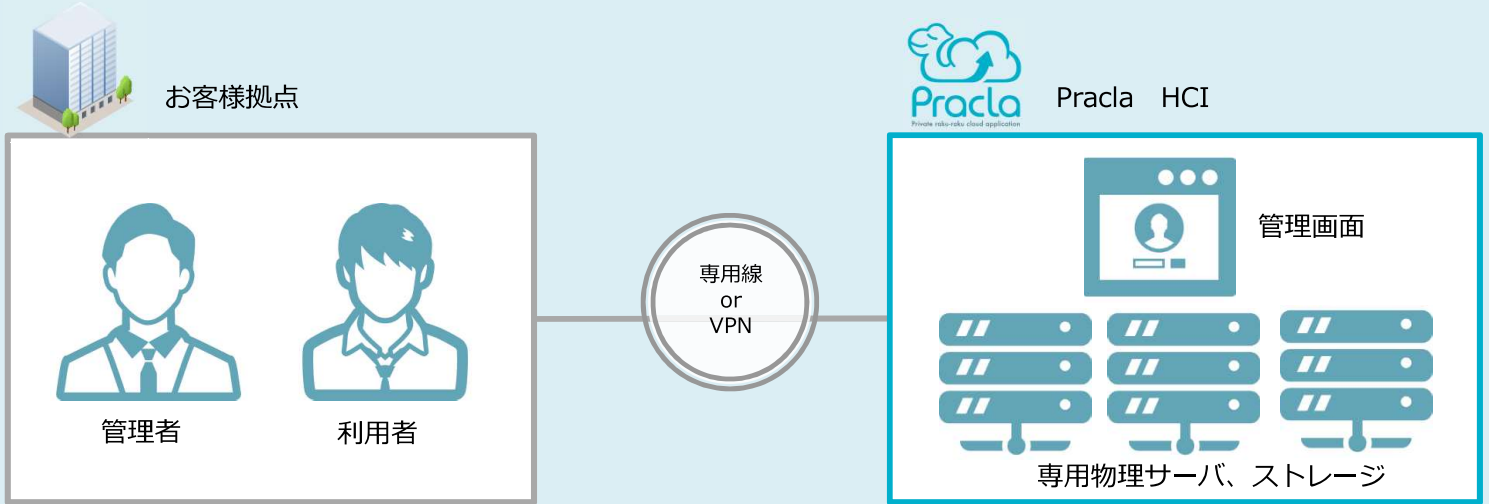 お客様拠点
Pracla
Private raku-raku cloud application
Pracla　HCI
管理者
利用者
専用線
or
VPN
管理画面
専用物理サーバ、ストレージ